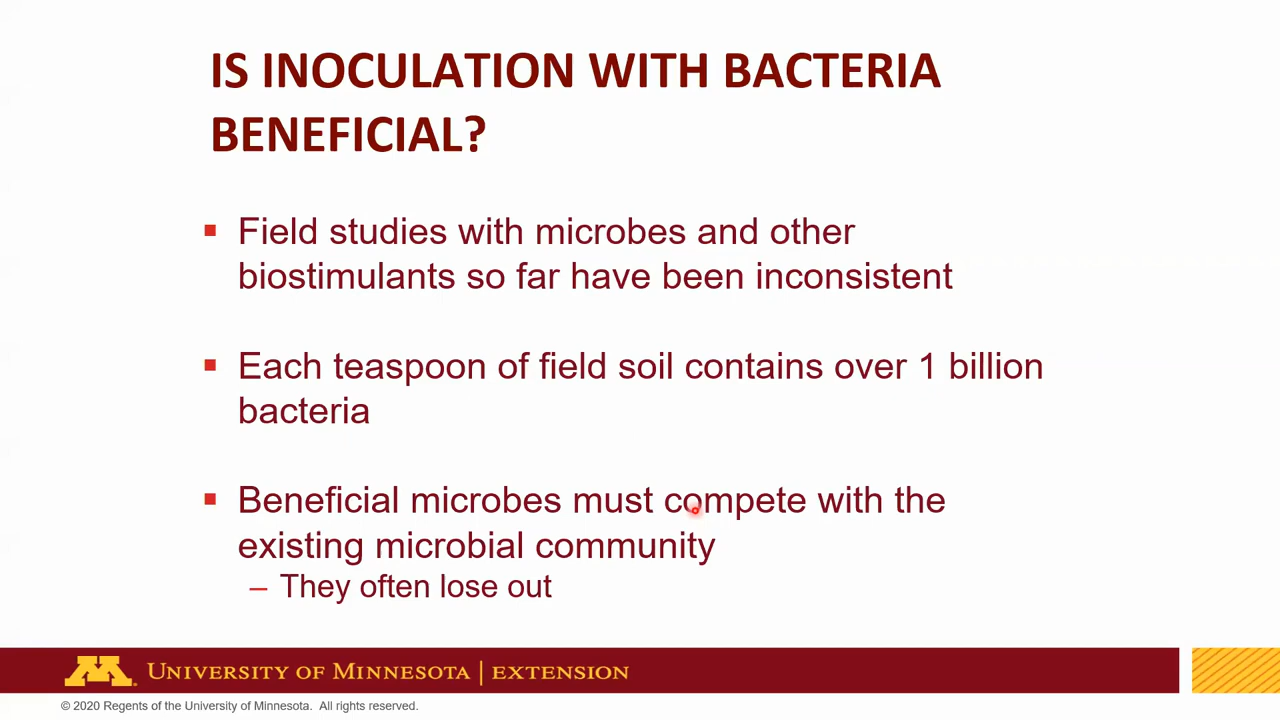 IS INOCULATION WITH BACTERIA
BENEFICIAL?
▪ Field studies with microbes and other
biostimulants so far have been inconsistent
▪ Each teaspoon of field soil contains over 1 billion
bacteria
▪ Beneficial microbes must compete with the
existing microbial community
– They often lose out
M. UNIVERSITY OF MINNESOTA | EXTENSION
© 2020 Regents of the University of Minnesota. All rights reserved.